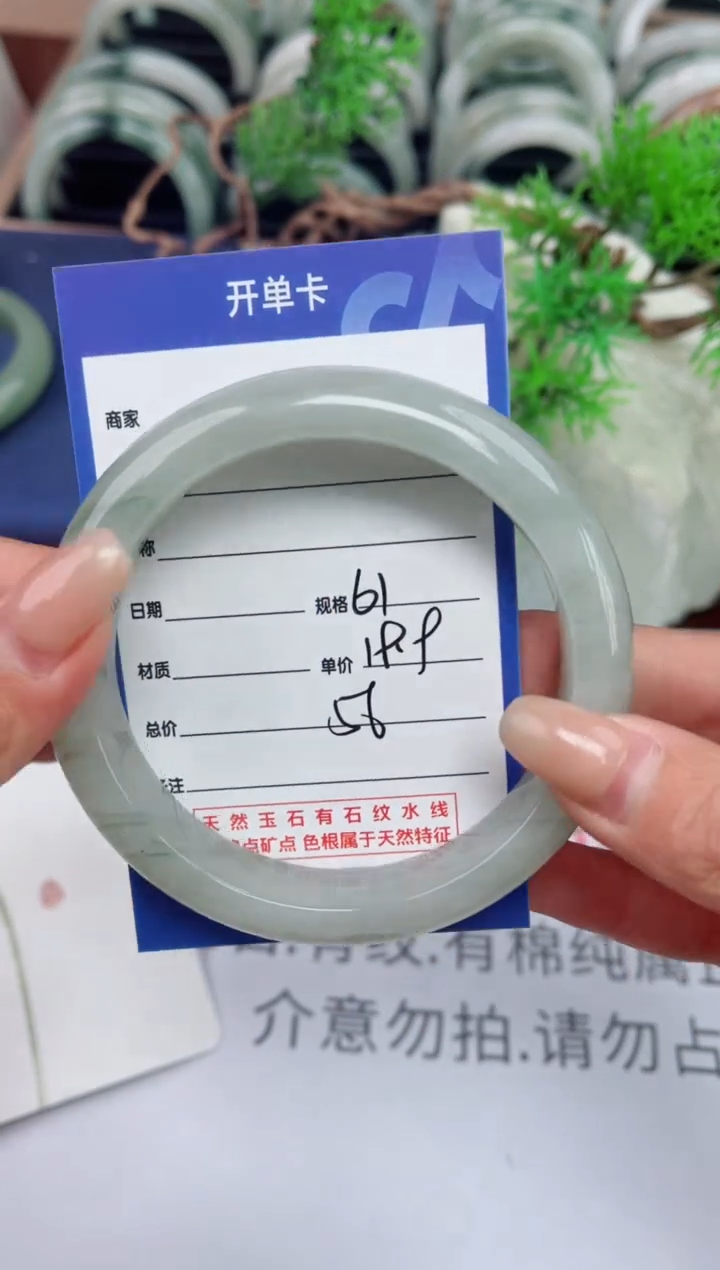 开单卡
商家
称
日期 规格 61
材质 单价
总价 56
注
天然玉石有石纹水线
点矿点 色根属于天然特征
有纹.有棉纯属
介意勿拍.请勿占